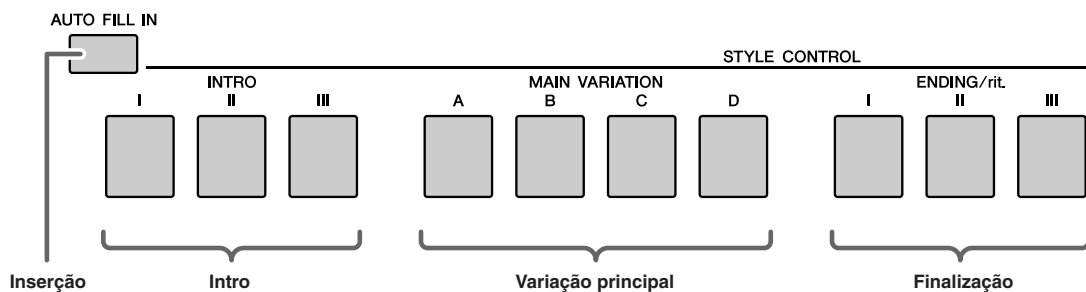 AUTO FILL IN
STYLE CONTROL
INTRO MAIN VARIATION ENDING/rit.
I II III A B C D I II III
Inserção Intro Variação principal Finalização